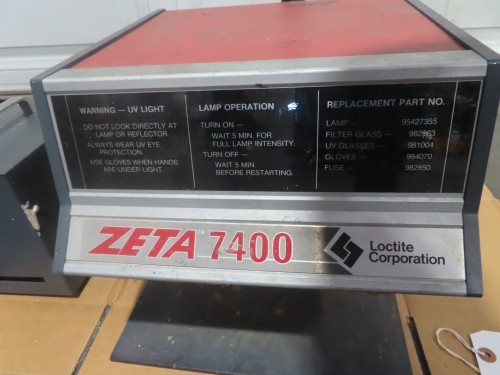 WARNING — UV LIGHT
DO NOT LOOK DIRECTLY AT
LAMP OR REFLECTOR.
ALWAYS WEAR UV EYE
PROTECTION.
USE GLOVES WHEN HANDS
ARE UNDER LIGHT.
LAMP OPERATION
TURN ON —
WAIT 5 MIN. FOR
FULL LAMP INTENSITY.
TURN OFF —
WAIT 5 MIN.
BEFORE RESTARTING.
REPLACEMENT PART NO.
LAMP — 95427355
FILTER GLASS —
UV GLASSES — 981004
GLOVES — 984070
FUSE — 982850
ZETA™ 7400
Loctite
Corporation